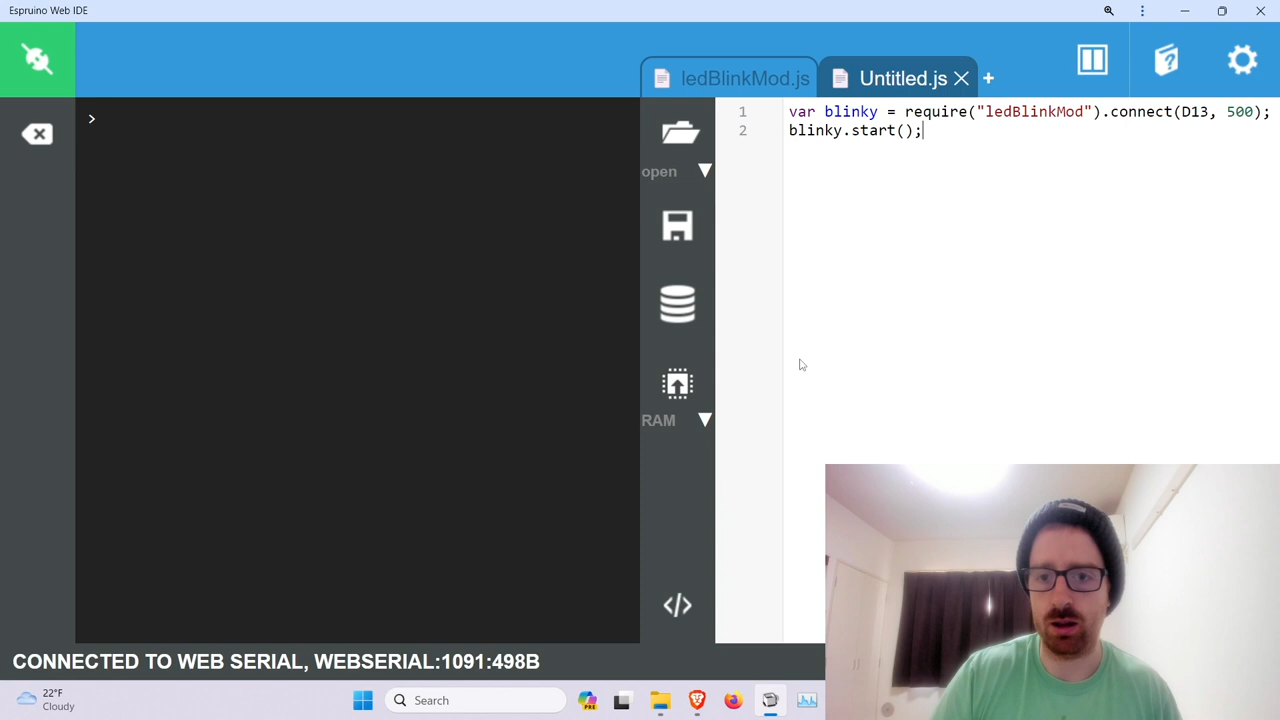 Espruino Web IDE
ledBlinkMod.js
Untitled.js
+
>
open
RAM
1 var blinky = require("ledBlinkMod").connect(D13, 500);
2 blinky.start();
CONNECTED TO WEB SERIAL, WEBSERIAL:1091:498B
22°F
Cloudy
Search
PRE